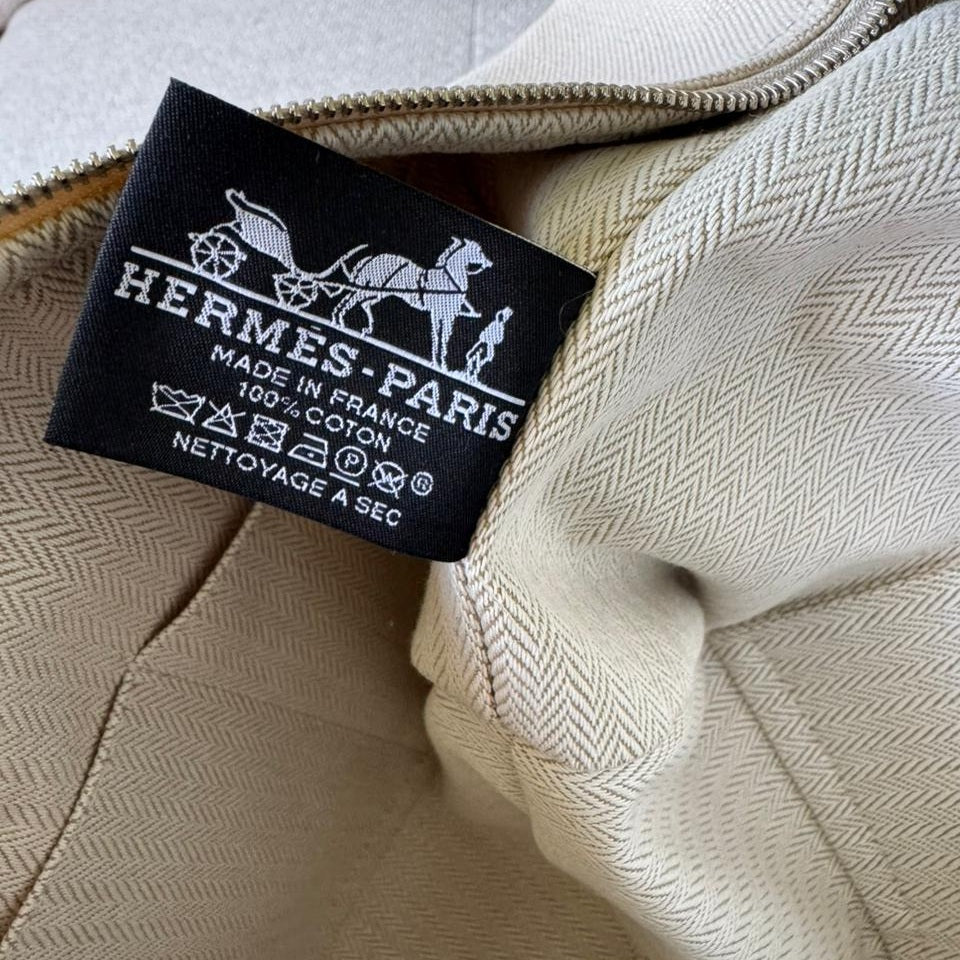 HERMÈS-PARIS
MADE IN FRANCE
100% COTON
P W ®
NETTOYAGE A SEC